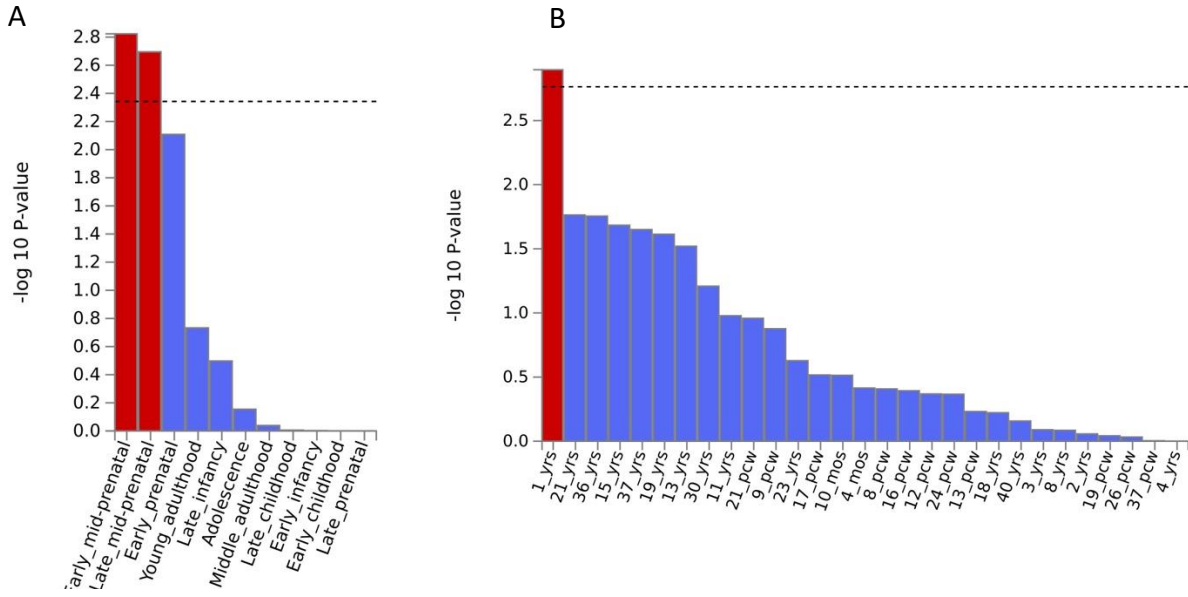 A
B
-log 10 P-value
2.8
2.6
2.4
2.2
2.0
1.8
1.6
1.4
1.2
1.0
0.8
0.6
0.4
0.2
0.0
Early_mid-prenatal
Late_mid-prenatal
Early_prenatal
Young_adulthood
Late_infancy
Adolescence
Middle_adulthood
Late_childhood
Early_infancy
Early_childhood
Late_prenatal
-log 10 P-value
2.5
2.0
1.5
1.0
0.5
0.0
1_yrs
21_yrs
36_yrs
15_yrs
37_yrs
19_yrs
13_yrs
30_yrs
11_yrs
21_pcw
9_pcw
23_yrs
17_pcw
10_mos
4_mos
8_pcw
16_pcw
12_pcw
24_pcw
13_pcw
18_yrs
40_yrs
3_yrs
8_yrs
2_yrs
19_pcw
26_pcw
37_pcw
4_yrs